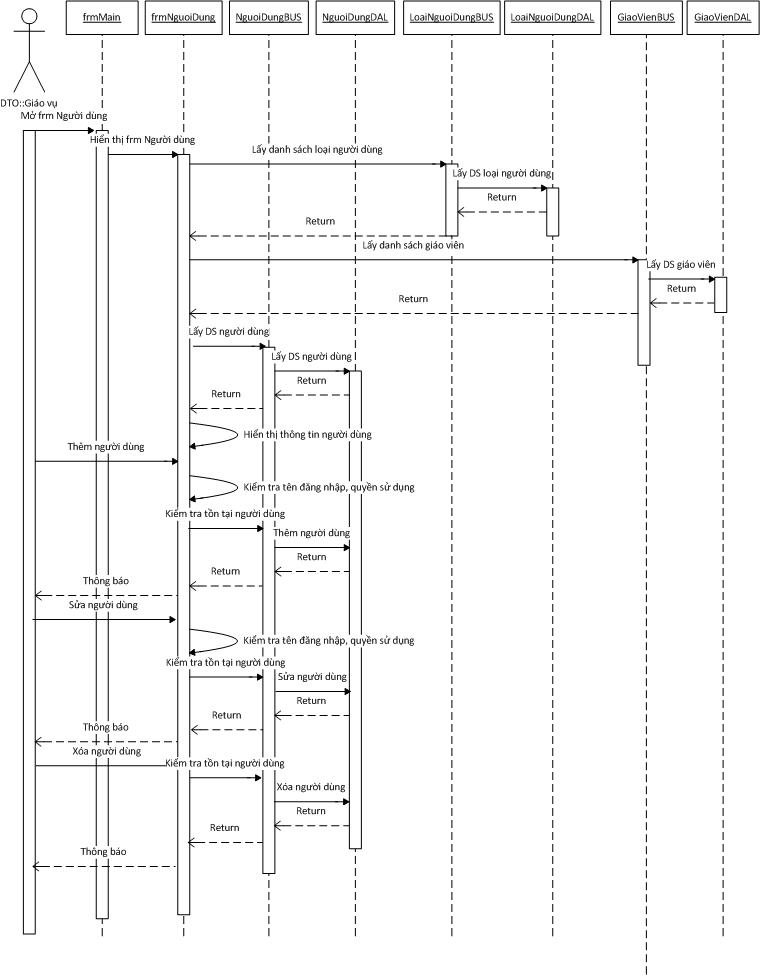 frmMain
frmNguoiDung
NguoiDungBUS
NguoiDungDAL
LoaiNguoiDungBUS
LoaiNguoiDungDAL
GiaoVienBUS
GiaoVienDAL
DTO::Giáo vụ
Mở frm Người dùng
Hiển thị frm Người dùng
Lấy danh sách loại người dùng
Lấy DS loại người dùng
Return
Return
Lấy danh sách giáo viên
Lấy DS giáo viên
Return
Return
Lấy DS người dùng
Lấy DS người dùng
Return
Return
Hiển thị thông tin người dùng
Thêm người dùng
Kiểm tra tên đăng nhập, quyền sử dụng
Kiểm tra tồn tại người dùng
Thêm người dùng
Return
Return
Thông báo
Sửa người dùng
Kiểm tra tên đăng nhập, quyền sử dụng
Kiểm tra tồn tại người dùng
Sửa người dùng
Return
Return
Thông báo
Xóa người dùng
Kiểm tra tồn tại người dùng
Xóa người dùng
Return
Return
Thông báo